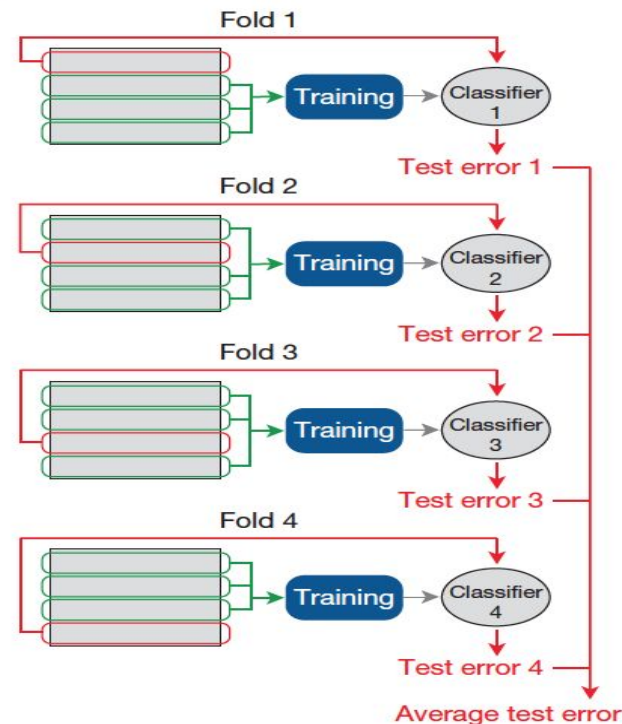 Fold 1
Training
Classifier
1
Test error 1
Fold 2
Training
Classifier
2
Test error 2
Fold 3
Training
Classifier
3
Test error 3
Fold 4
Training
Classifier
4
Test error 4
Average test error